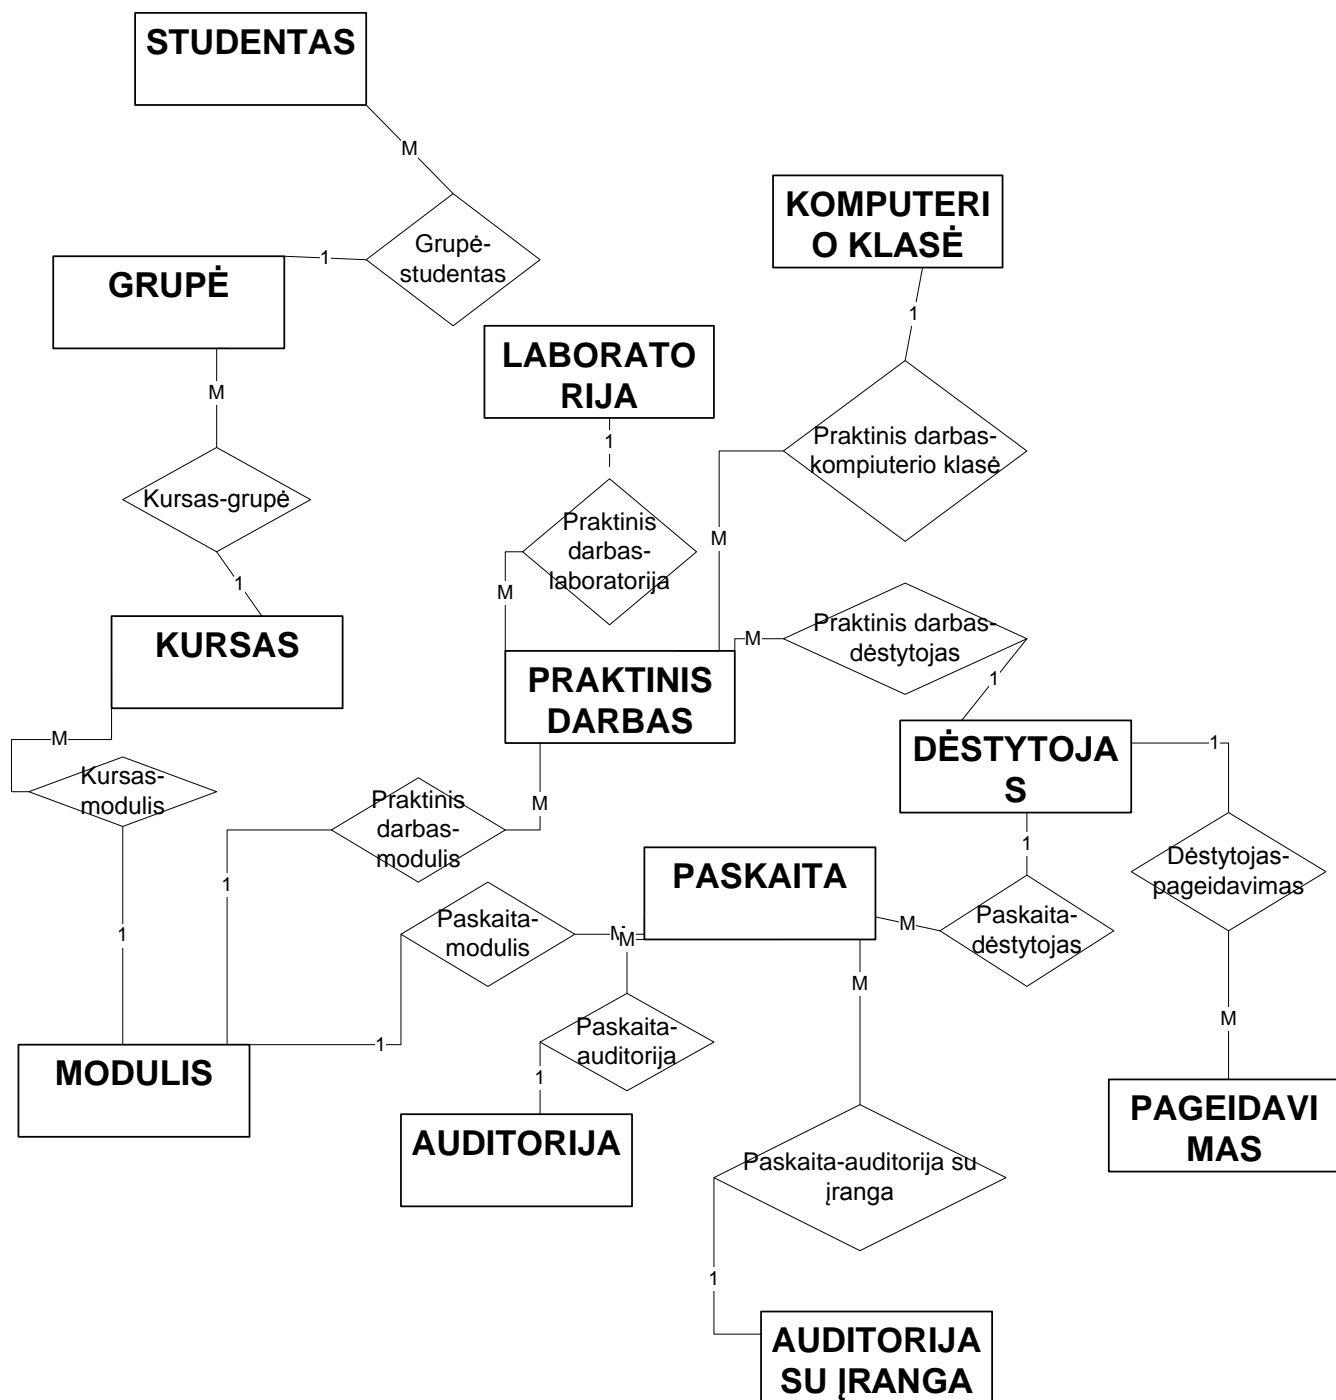 STUDENTAS
M
KOMPUTERI
O KLASĖ
Grupė-
studentas
1
GRUPĖ
1
LABORATO
RIJA
M
Praktinis darbas-
kompiuterio klasė
1
Kursas-grupė
Praktinis
darbas-
laboratorija
M
M
1
Praktinis darbas-
dėstytojas
M
KURSAS
1
PRAKTINIS
DARBAS
M
DĖSTYTOJA
S
1
Kursas-
modulis
Praktinis
darbas-
modulis
M
1
Dėstytojas-
pageidavimas
PASKAITA
1
Paskaita-
modulis
M
Paskaita-
dėstytojas
1
M
M
M
Paskaita-
auditorija
M
1
MODULIS
1
AUDITORIJA
PAGEIDAVI
MAS
Paskaita-auditorija su
įranga
1
AUDITORIJA
SU ĮRANGA